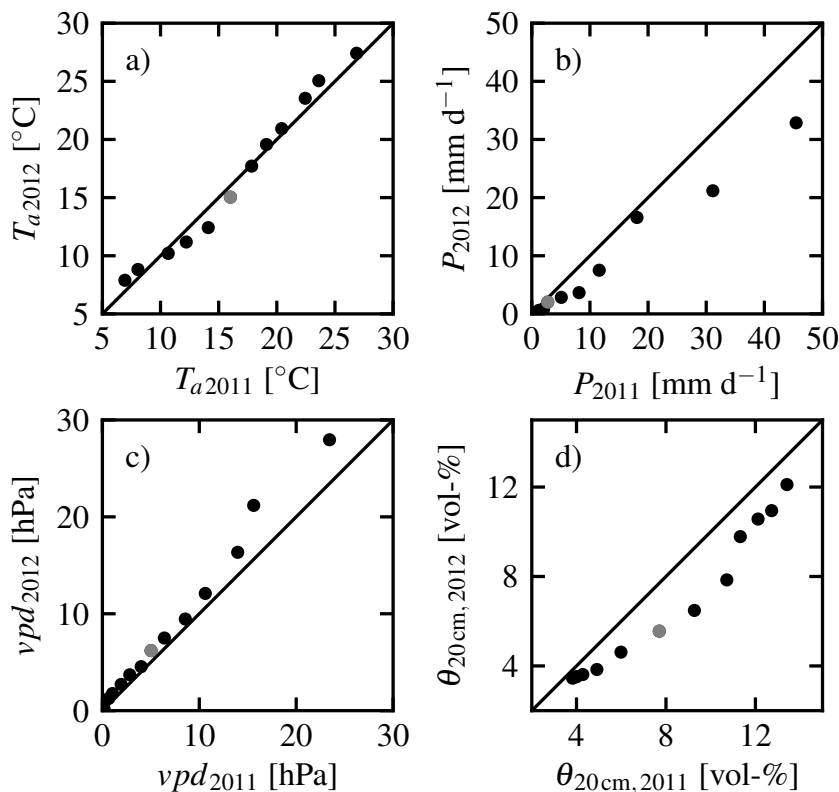 a)
30
25
20
15
10
5
T_a2012 [°C]
5 10 15 20 25 30
T_a2011 [°C]
b)
50
40
30
20
10
0
P_2012 [mm d⁻¹]
0 10 20 30 40 50
P_2011 [mm d⁻¹]
c)
30
20
10
0
vpd_2012 [hPa]
0 10 20 30
vpd_2011 [hPa]
d)
12
8
4
θ_20cm, 2012 [vol-%]
4 8 12
θ_20cm, 2011 [vol-%]